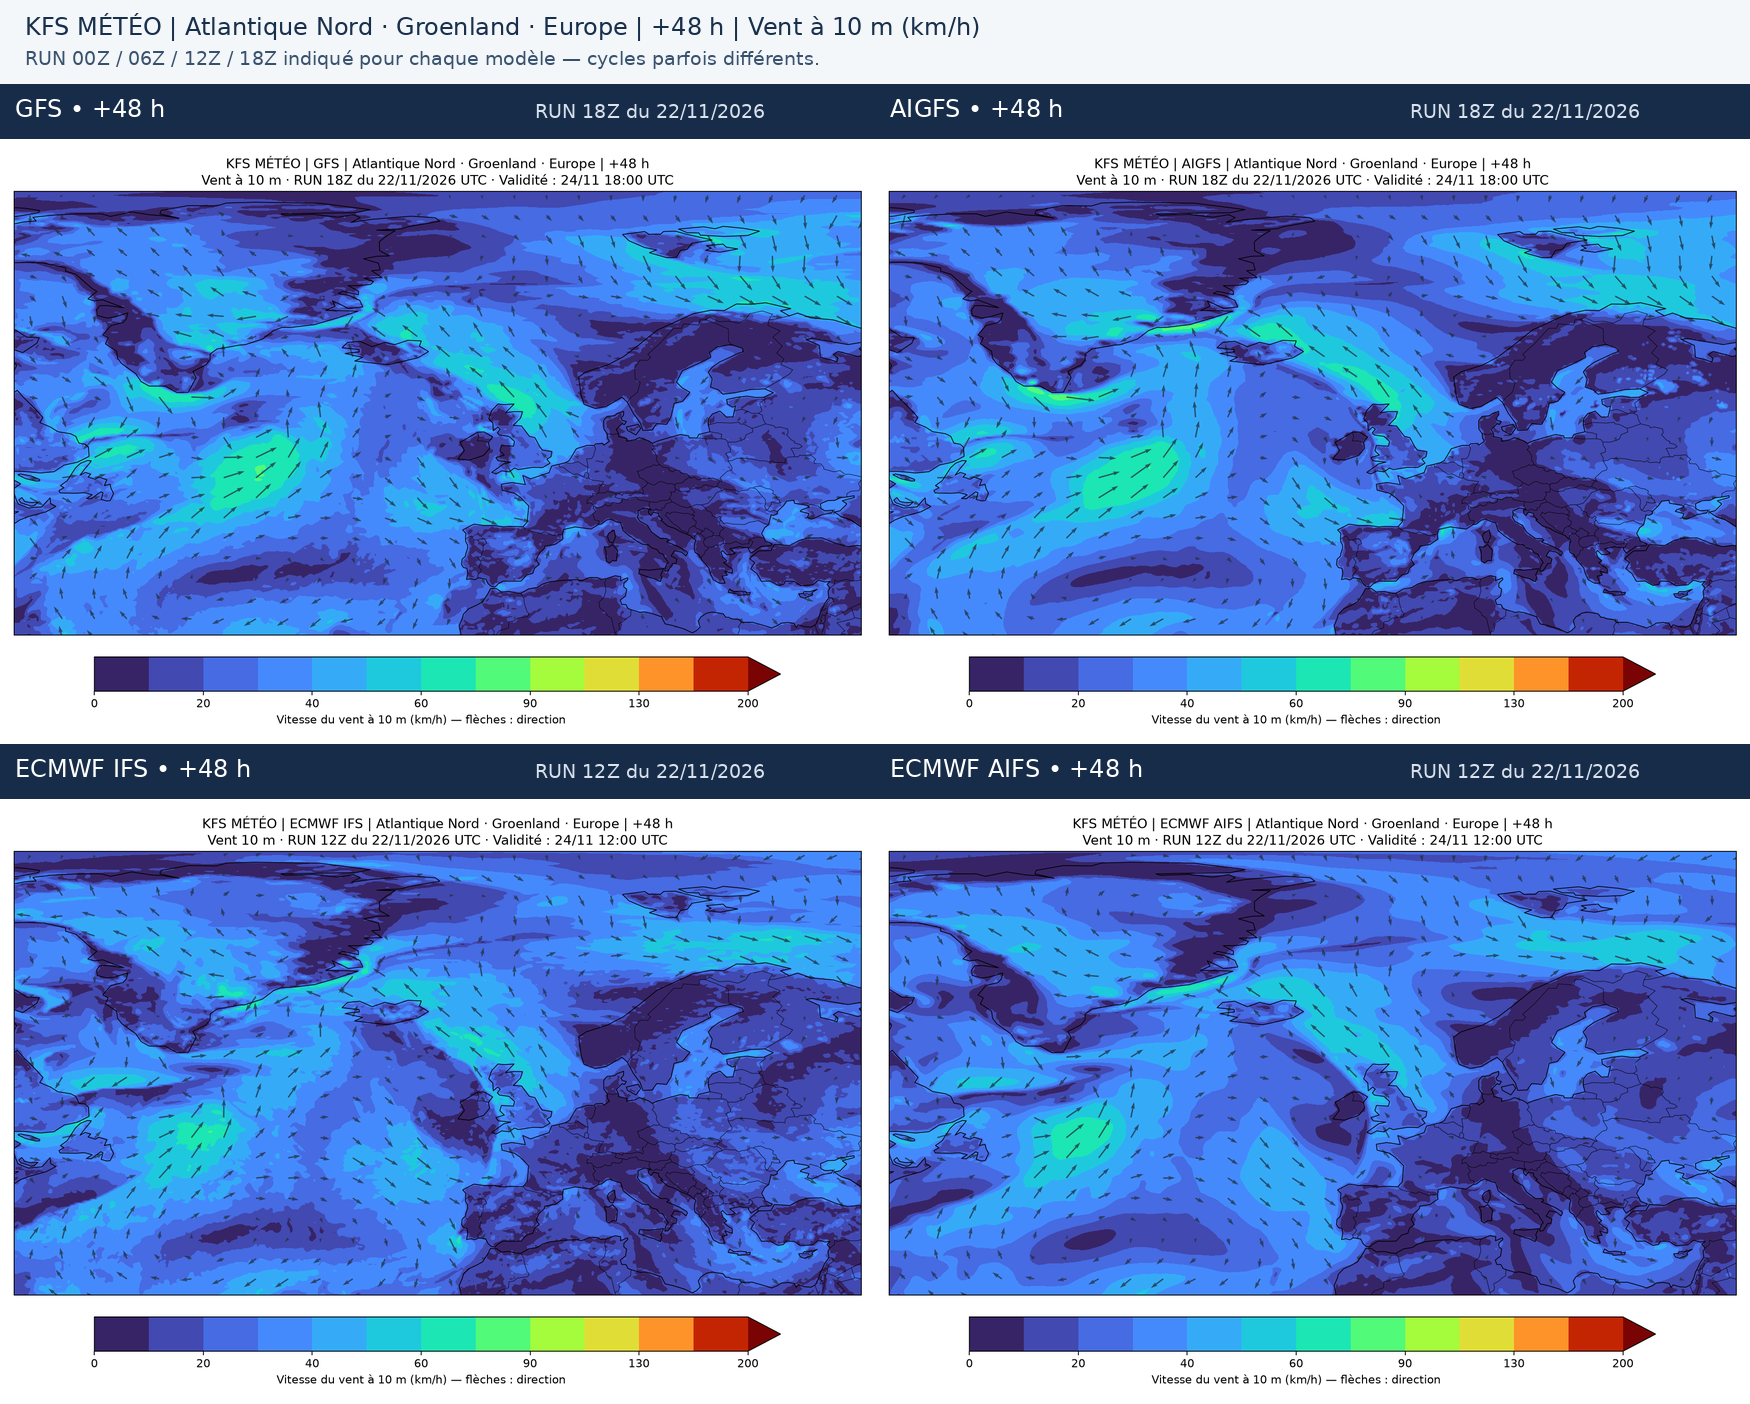 KFS MÉTÉO | Atlantique Nord · Groenland · Europe | +48 h | Vent à 10 m (km/h)
RUN 00Z / 06Z / 12Z / 18Z indiqué pour chaque modèle — cycles parfois différents.
GFS • +48 h
RUN 18Z du 22/11/2026
KFS MÉTÉO | GFS | Atlantique Nord · Groenland · Europe | +48 h
Vent à 10 m · RUN 18Z du 22/11/2026 UTC · Validité : 24/11 18:00 UTC
0 20 40 60 90 130 200
Vitesse du vent à 10 m (km/h) — flèches : direction
AIGFS • +48 h
RUN 18Z du 22/11/2026
KFS MÉTÉO | AIGFS | Atlantique Nord · Groenland · Europe | +48 h
Vent à 10 m · RUN 18Z du 22/11/2026 UTC · Validité : 24/11 18:00 UTC
0 20 40 60 90 130 200
Vitesse du vent à 10 m (km/h) — flèches : direction
ECMWF IFS • +48 h
RUN 12Z du 22/11/2026
KFS MÉTÉO | ECMWF IFS | Atlantique Nord · Groenland · Europe | +48 h
Vent 10 m · RUN 12Z du 22/11/2026 UTC · Validité : 24/11 12:00 UTC
0 20 40 60 90 130 200
Vitesse du vent à 10 m (km/h) — flèches : direction
ECMWF AIFS • +48 h
RUN 12Z du 22/11/2026
KFS MÉTÉO | ECMWF AIFS | Atlantique Nord · Groenland · Europe | +48 h
Vent 10 m · RUN 12Z du 22/11/2026 UTC · Validité : 24/11 12:00 UTC
0 20 40 60 90 130 200
Vitesse du vent à 10 m (km/h) — flèches : direction